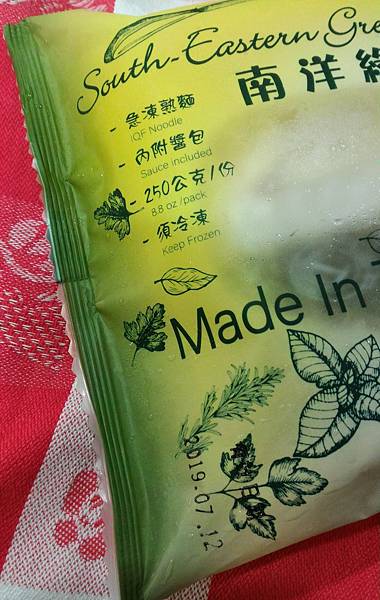 South-Eastern Gre
南洋綠
- 急凍熟麵
IQF Noodle
- 內附醬包
Sauce included
- 250公克/份
8.8 oz /pack
- 須冷凍
Keep Frozen
Made In
2019.07.12